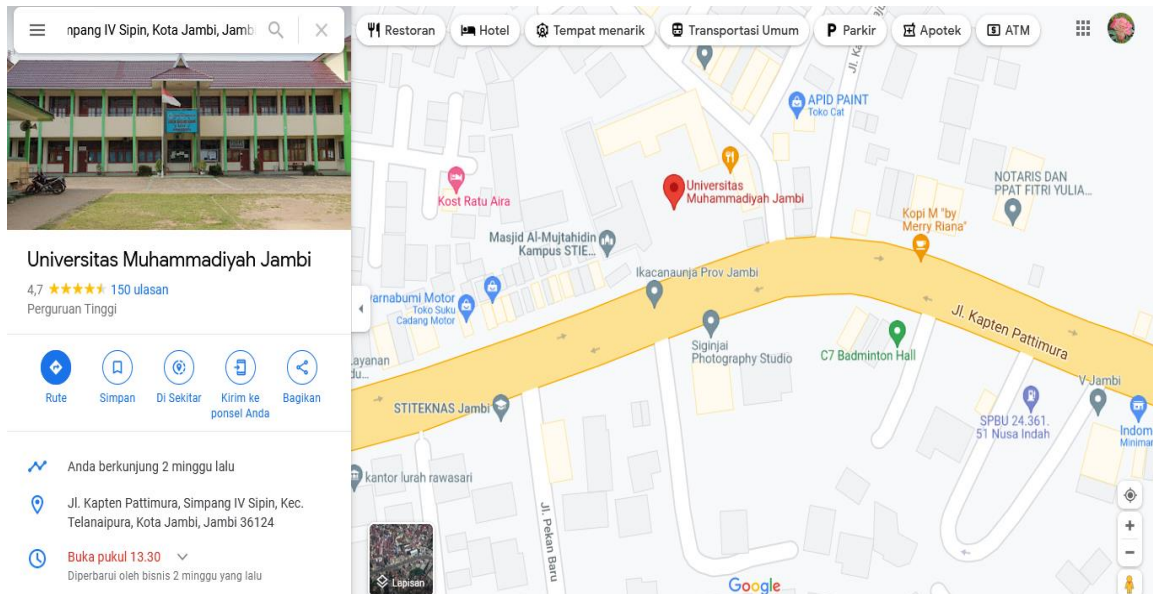 npang IV Sipin, Kota Jambi, Jamb
Restoran
Hotel
Tempat menarik
Transportasi Umum
P Parkir
Apotek
ATM
Universitas Muhammadiyah Jambi
4,7
150 ulasan
Perguruan Tinggi
Rute
Simpan
Di Sekitar
Kirim ke
ponsel Anda
Bagikan
Anda berkunjung 2 minggu lalu
Jl. Kapten Pattimura, Simpang IV Sipin, Kec.
Telanaipura, Kota Jambi, Jambi 36124
Buka pukul 13.30
Diperbarui oleh bisnis 2 minggu yang lalu
Jl. Ka
APID PAINT
Toko Cat
Kost Ratu Aira
Universitas
Muhammadiyah Jambi
NOTARIS DAN
PPAT FITRI YULIA...
Kopi M "by
Merry Riana"
Masjid Al-Mujtahidin
Kampus STIE...
Ikacanaunja Prov Jambi
arnabumi Motor
Toko Suku
Cadang Motor
Jl. Kapten Pattimura
Siginjai
Photography Studio
C7 Badminton Hall
ayanan
du...
STITEKNAS Jambi
V-Jambi
SPBU 24.361.
51 Nusa Indah
Indom
Minimar
kantor lurah rawasari
Jl. Pekan Baru
Lapisan
Google